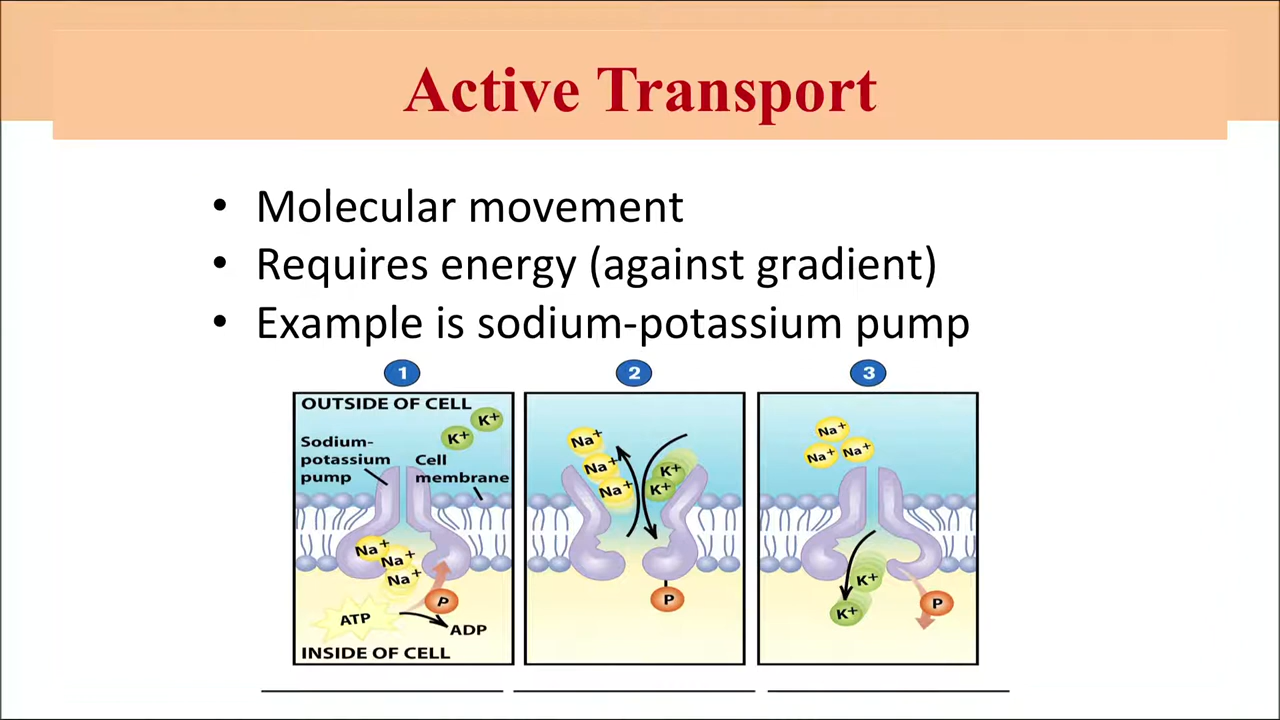 Active Transport
• Molecular movement
• Requires energy (against gradient)
• Example is sodium-potassium pump
1
OUTSIDE OF CELL
K+
K+
Sodium-
potassium
pump
Cell
membrane
Na+
Na+
Na+
P
ATP
ADP
INSIDE OF CELL
2
Na+
Na+
Na+
K+
K+
P
3
Na+
Na+
Na+
K+
K+
P